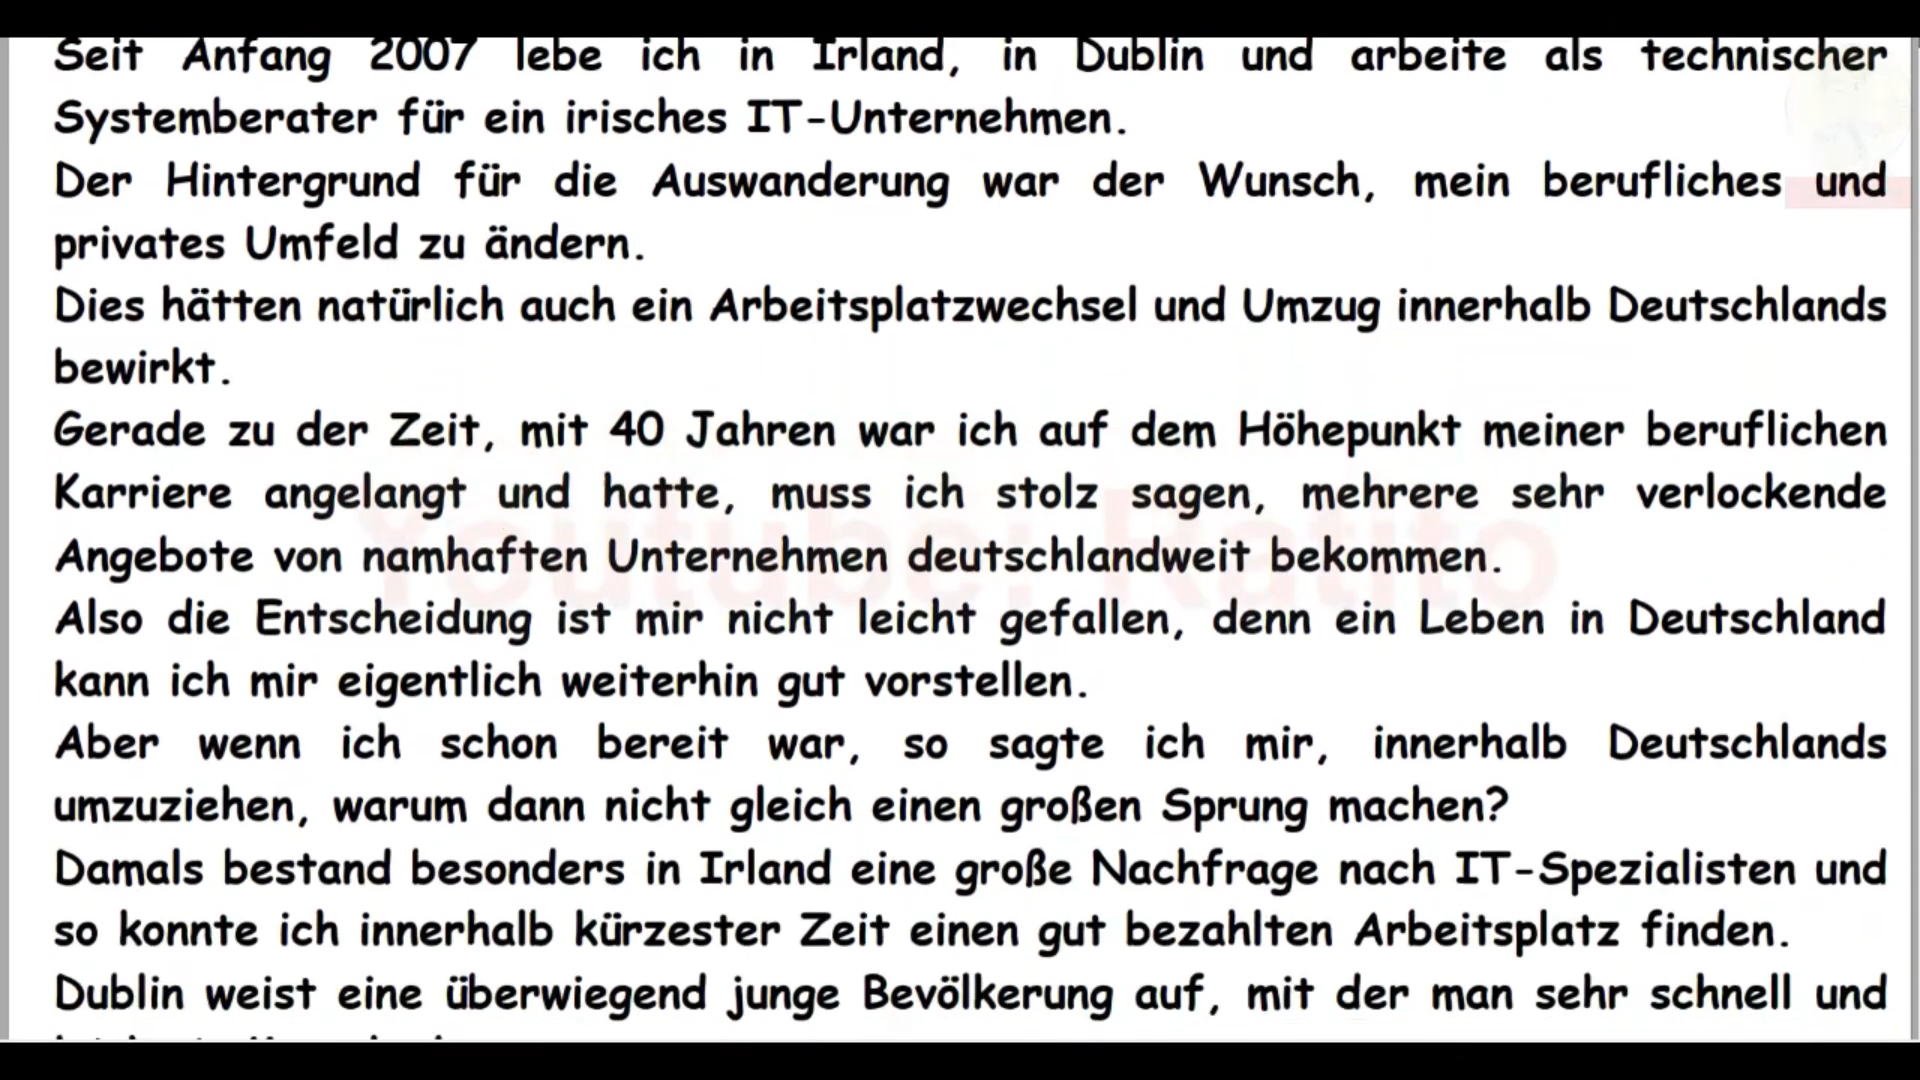 Seit Anfang 2007 lebe ich in Irland, in Dublin und arbeite als technischer
Systemberater für ein irisches IT-Unternehmen.
Der Hintergrund für die Auswanderung war der Wunsch, mein berufliches und
privates Umfeld zu ändern.
Dies hätten natürlich auch ein Arbeitsplatzwechsel und Umzug innerhalb Deutschlands
bewirkt.
Gerade zu der Zeit, mit 40 Jahren war ich auf dem Höhepunkt meiner beruflichen
Karriere angelangt und hatte, muss ich stolz sagen, mehrere sehr verlockende
Youtube: Ratito
Angebote von namhaften Unternehmen deutschlandweit bekommen.
Also die Entscheidung ist mir nicht leicht gefallen, denn ein Leben in Deutschland
kann ich mir eigentlich weiterhin gut vorstellen.
Aber wenn ich schon bereit war, so sagte ich mir, innerhalb Deutschlands
umzuziehen, warum dann nicht gleich einen großen Sprung machen?
Damals bestand besonders in Irland eine große Nachfrage nach IT-Spezialisten und
so konnte ich innerhalb kürzester Zeit einen gut bezahlten Arbeitsplatz finden.
Dublin weist eine überwiegend junge Bevölkerung auf, mit der man sehr schnell und